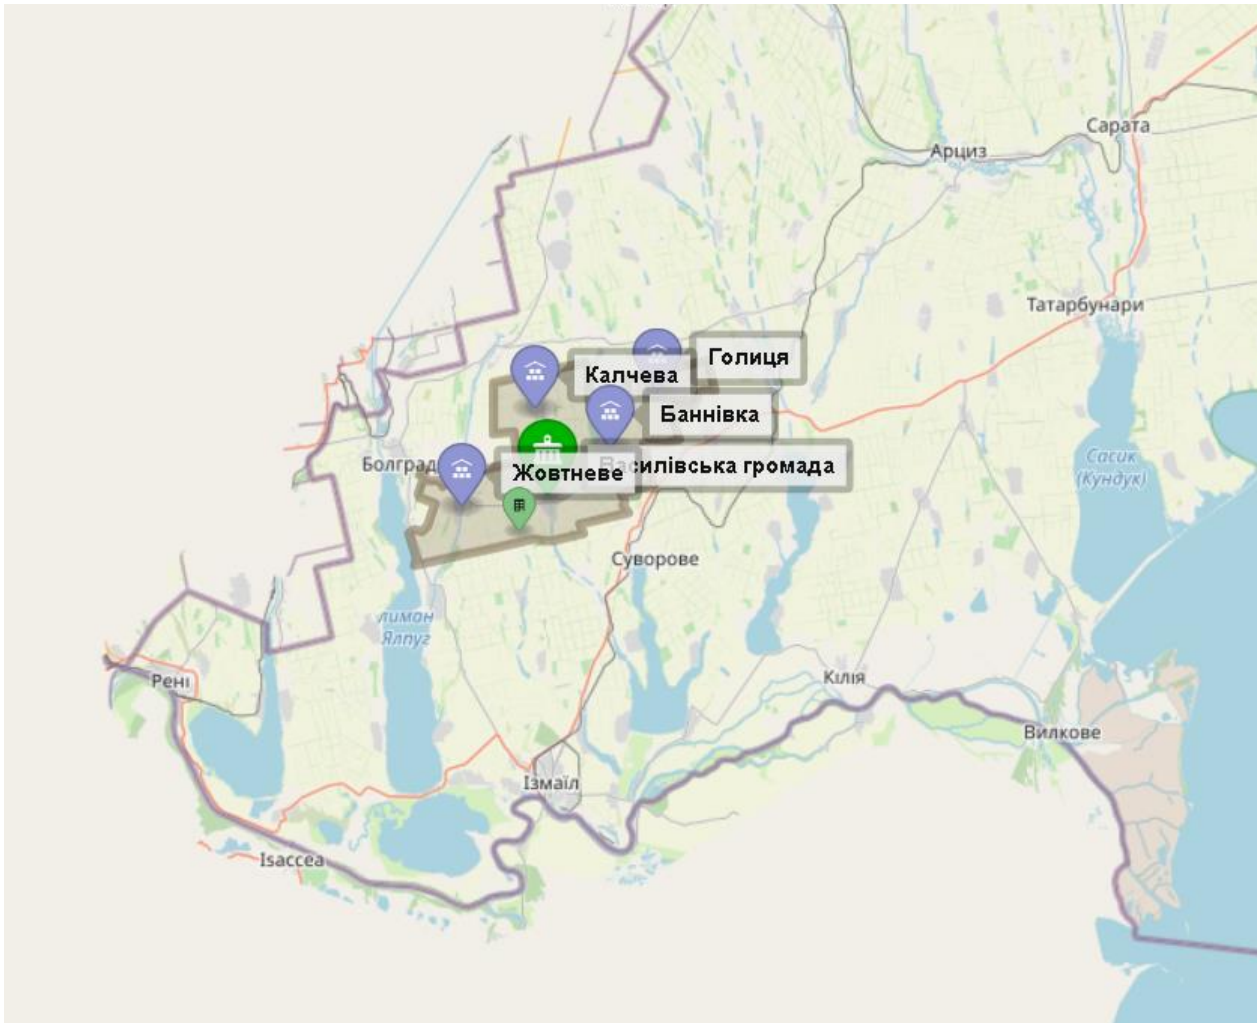 Сарата
Арциз
Татарбунари
Голиця
Калчева
Баннівка
Болград
Жовтневе
Василівська громада
Сасик
(Кундук)
Суворове
лиман
Ялпуг
Рені
Кілія
Вилкове
Ізмаїл
Isaccea